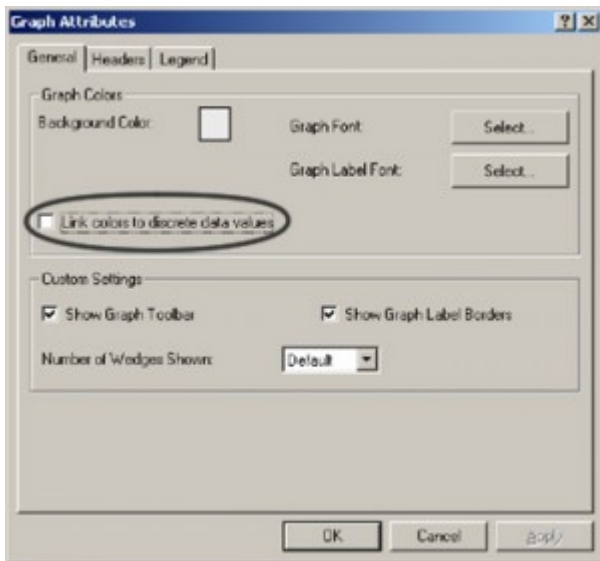 Graph Attributes
General Headers Legend
Graph Colors
Background Color: Graph Font: Select...
Graph Label Font: Select...
Link colors to discrete data values
Custom Settings
Show Graph Toolbar Show Graph Label Borders
Number of Wedges Shown: Default
OK Cancel Apply